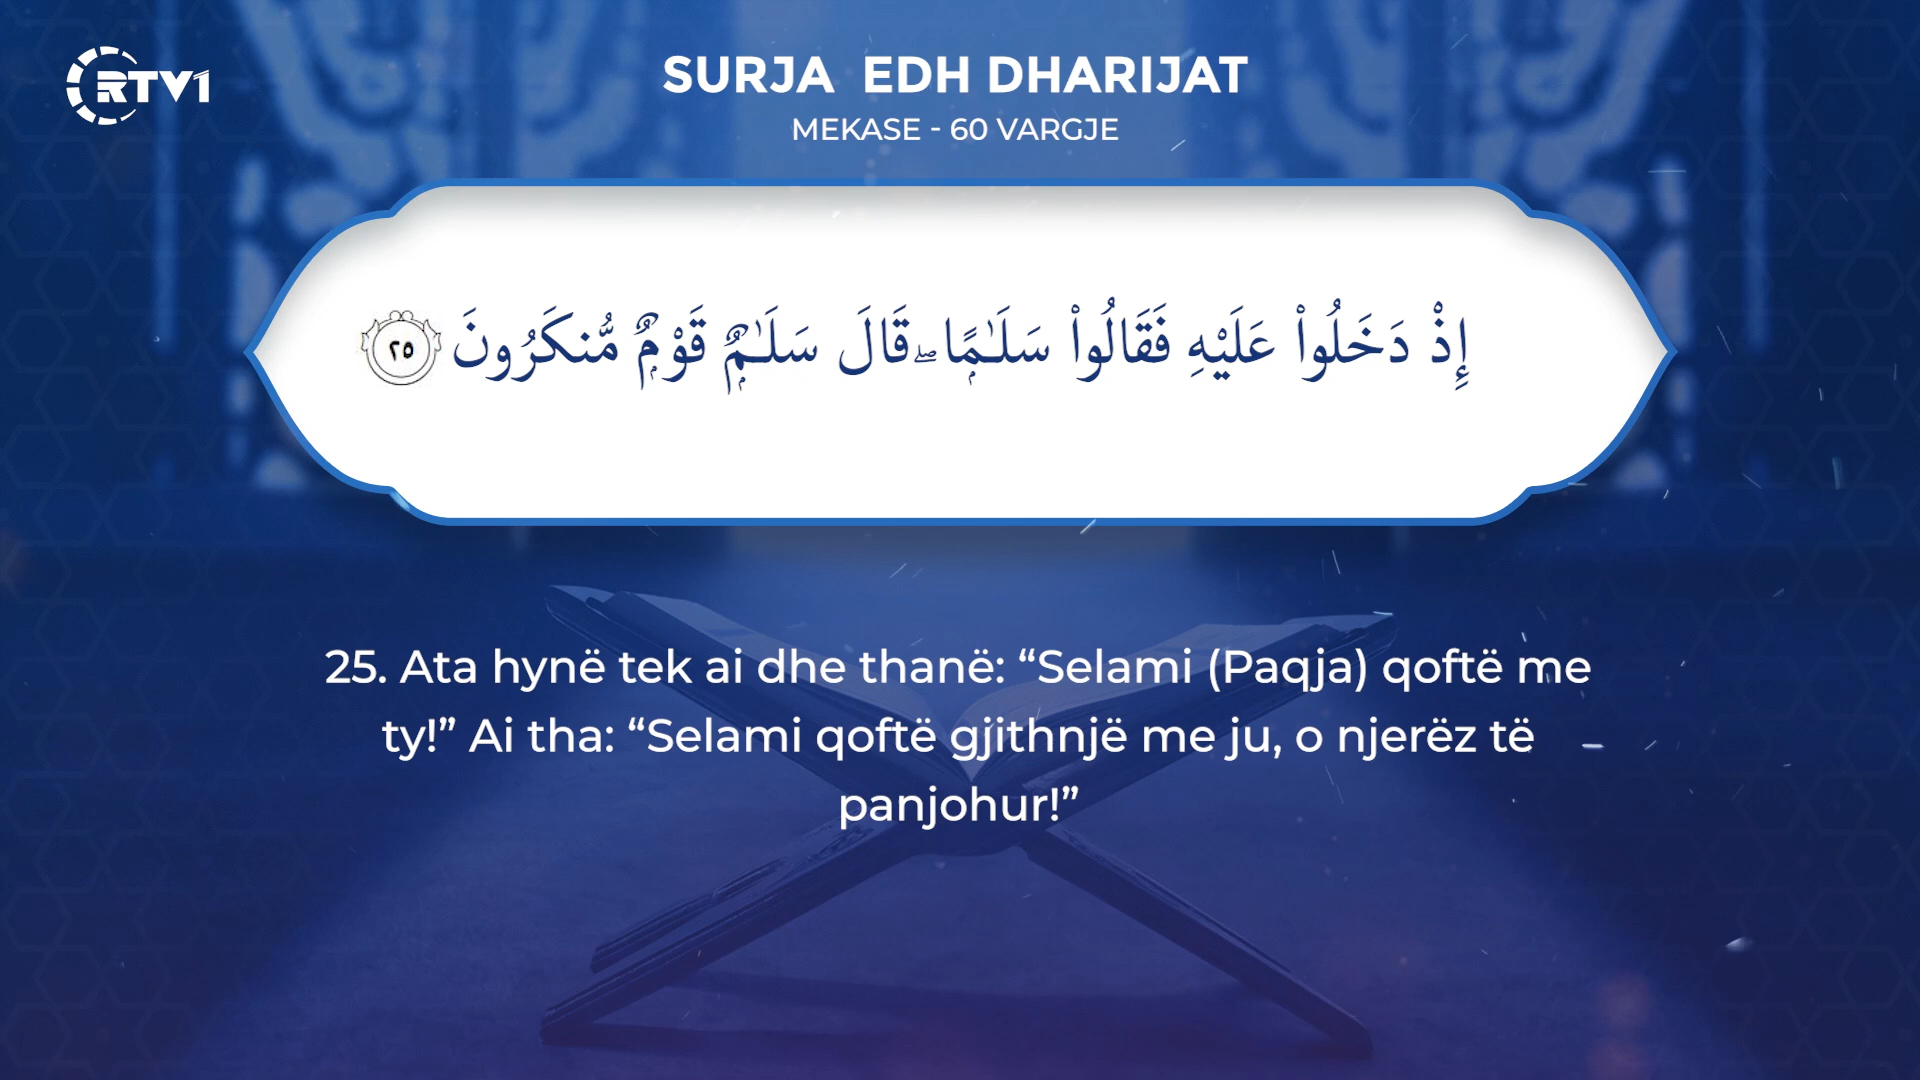 RTV1
SURJA EDH DHARIJAT
MEKASE - 60 VARGJE
إِذْ دَخَلُوا۟ عَلَيْهِ فَقَالُوا۟ سَلَـٰمًۭا ۖ قَالَ سَلَـٰمٌۭ قَوْمٌۭ مُّنكَرُونَ ٢٥
25. Ata hynë tek ai dhe thanë: “Selami (Paqja) qoftë me
ty!” Ai tha: “Selami qoftë gjithnjë me ju, o njerëz të
panjohur!”